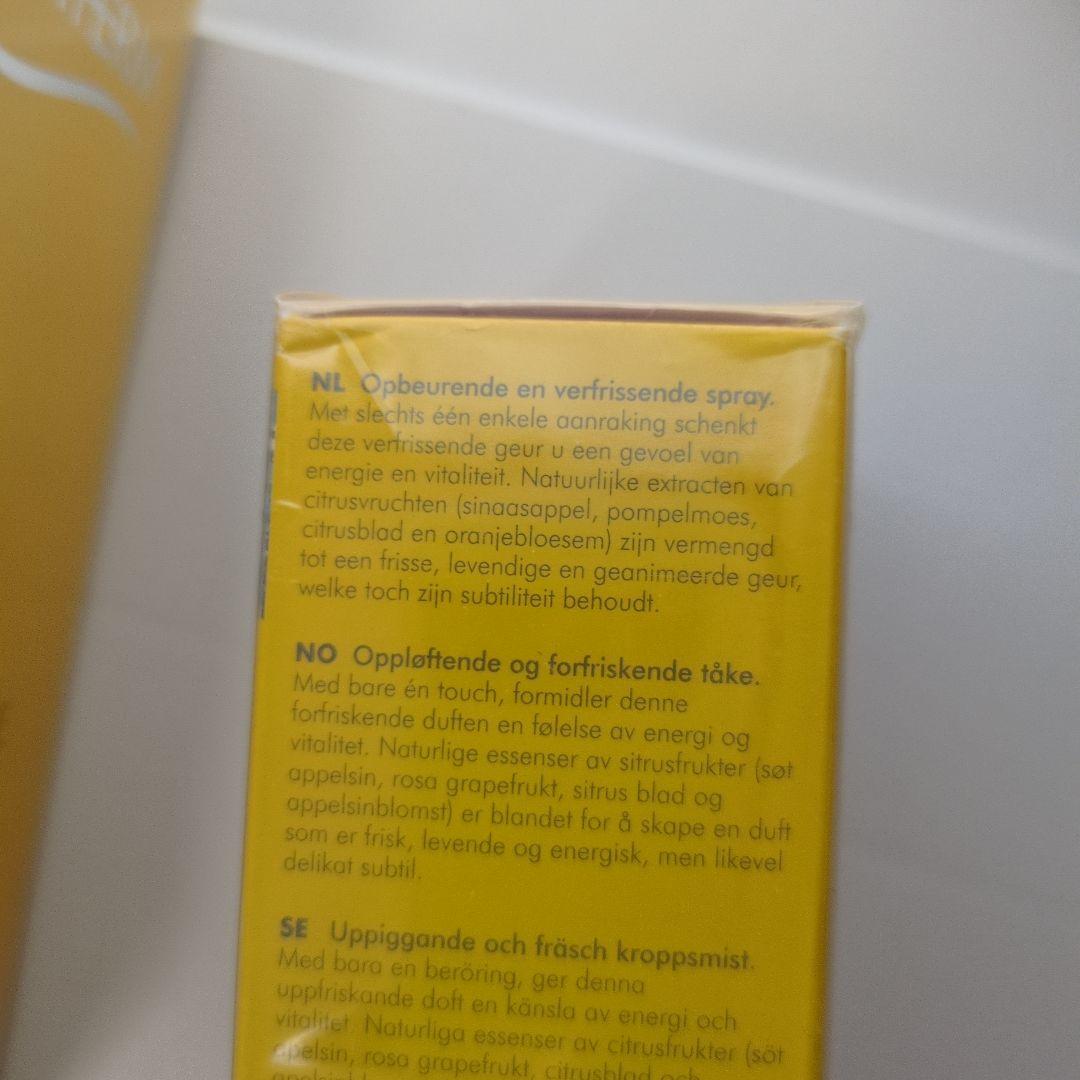 NL Opbeurende en verfrissende spray.
Met slechts één enkele aanraking schenkt
deze verfrissende geur u een gevoel van
energie en vitaliteit. Natuurlijke extracten van
citrusvruchten (sinaasappel, pompelmoes,
citrusblad en oranjebloesem) zijn vermengd
tot een frisse, levendige en geanimeerde geur,
welke toch zijn subtiliteit behoudt.
NO Oppløftende og forfriskende tåke.
Med bare én touch, formidler denne
forfriskende duften en følelse av energi og
vitalitet. Naturlige essenser av sitrusfrukter (søt
appelsin, rosa grapefrukt, sitrus blad og
appelsinblomst) er blandet for å skape en duft
som er frisk, levende og energisk, men likevel
delikat subtil.
SE Uppiggande och fräsch kroppsmist.
Med bara en beröring, ger denna
uppfriskande doft en känsla av energi och
vitalitet. Naturliga essenser av citrusfrukter (söt
apelsin, rosa grapefrukt, citrusblad och